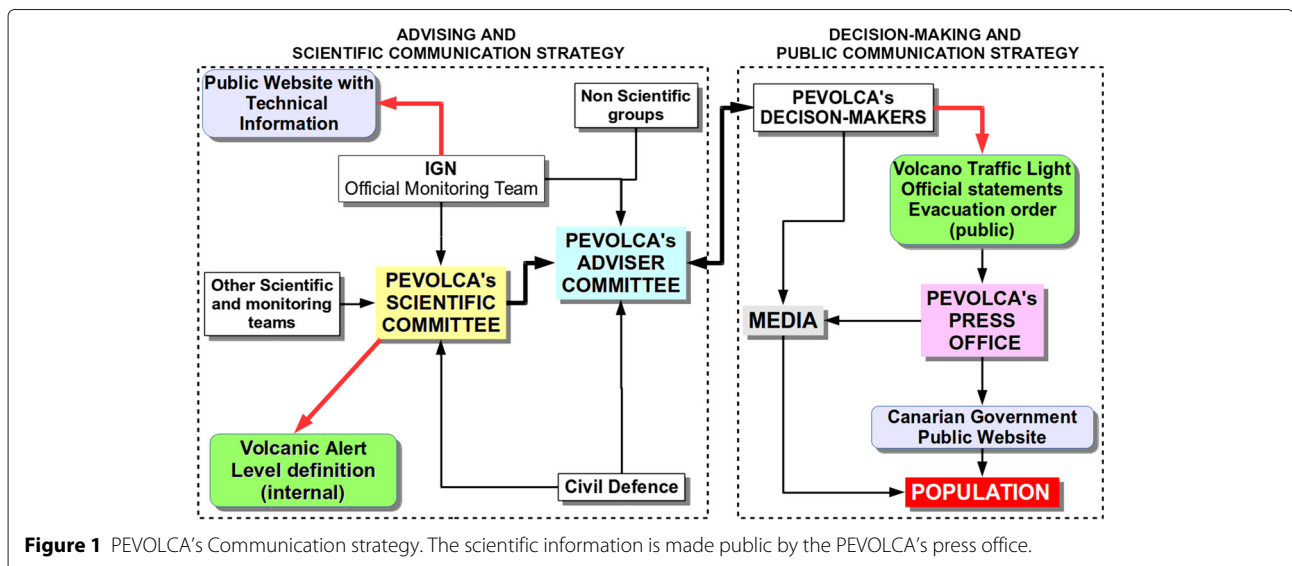 ADVISING AND
SCIENTIFIC COMMUNICATION STRATEGY
Public Website with
Technical
Information
Non Scientific
groups
IGN
Official Monitoring Team
PEVOLCA's
ADVISER
COMMITTEE
Other Scientific
and monitoring
teams
PEVOLCA's
SCIENTIFIC
COMMITTEE
Volcanic Alert
Level definition
(internal)
Civil Defence
DECISION-MAKING AND
PUBLIC COMMUNICATION STRATEGY
PEVOLCA's
DECISON-MAKERS
Volcano Traffic Light
Official statements
Evacuation order
(public)
MEDIA
PEVOLCA's
PRESS
OFFICE
Canarian Government
Public Website
POPULATION
Figure 1 PEVOLCA's Communication strategy. The scientific information is made public by the PEVOLCA's press office.